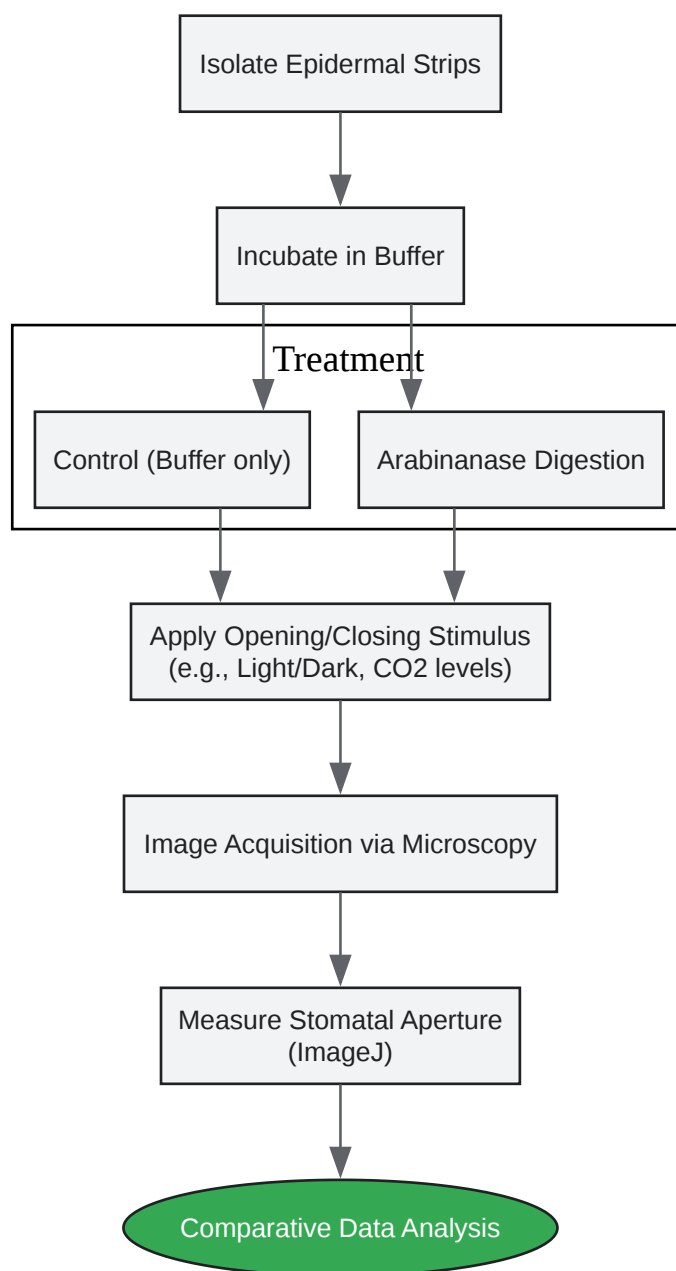 Isolate Epidermal Strips
Incubate in Buffer
Treatment
Control (Buffer only)
Arabinanase Digestion
Apply Opening/Closing Stimulus
(e.g., Light/Dark, CO2 levels)
Image Acquisition via Microscopy
Measure Stomatal Aperture
(ImageJ)
Comparative Data Analysis